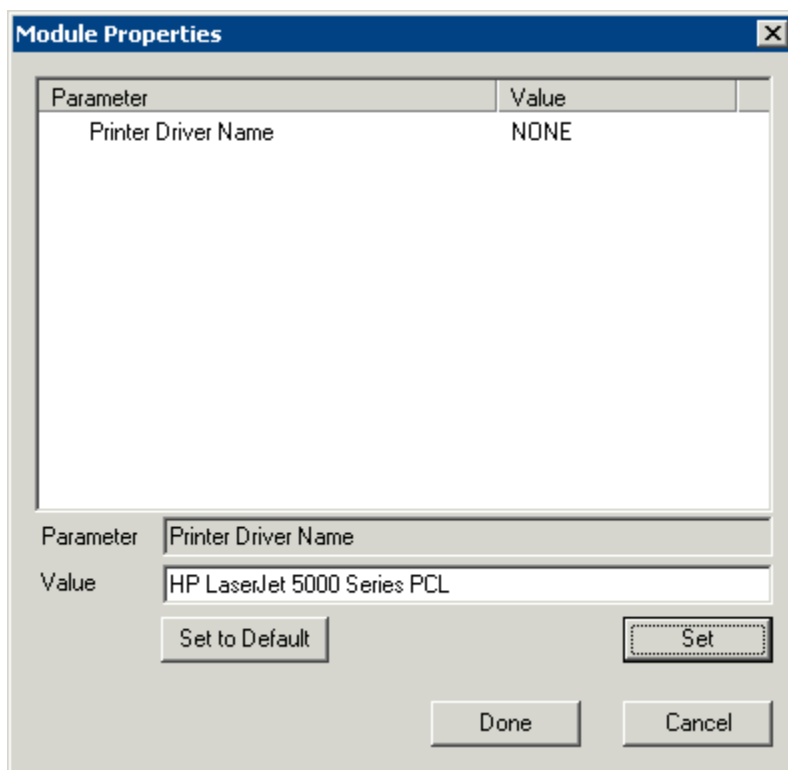 Module Properties
Parameter Value
Printer Driver Name NONE
Parameter Printer Driver Name
Value HP LaserJet 5000 Series PCL
Set to Default Set
Done Cancel